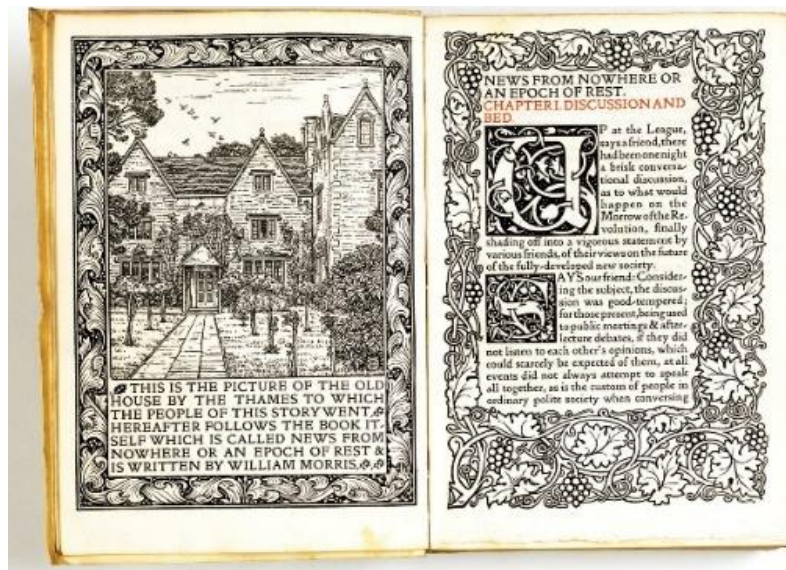 THIS IS THE PICTURE OF THE OLD
HOUSE BY THE THAMES TO WHICH
THE PEOPLE OF THIS STORY WENT
HEREAFTER FOLLOWS THE BOOK IT-
SELF WHICH IS CALLED NEWS FROM
NOWHERE OR AN EPOCH OF REST &
IS WRITTEN BY WILLIAM MORRIS.
NEWS FROM NOWHERE OR
AN EPOCH OF REST.
CHAPTER I. DISCUSSION AND
BED.
UP at the League,
says a friend, there
had been one night
a brisk conversa-
tional discussion,
as to what would
happen on the
Morrow of the Re-
volution, finally
shading off into a vigorous statement by
various friends, of their views on the future
of the fully-developed new society.
SAYS our friend: Consider-
ing the subject, the discus-
sion was good-tempered;
for those present, being used
to public meetings & after-
lecture debates, if they did
not listen to each other's opinions, which
could scarcely be expected of them, at all
events did not always attempt to speak
all together, as is the custom of people in
ordinary polite society when conversing